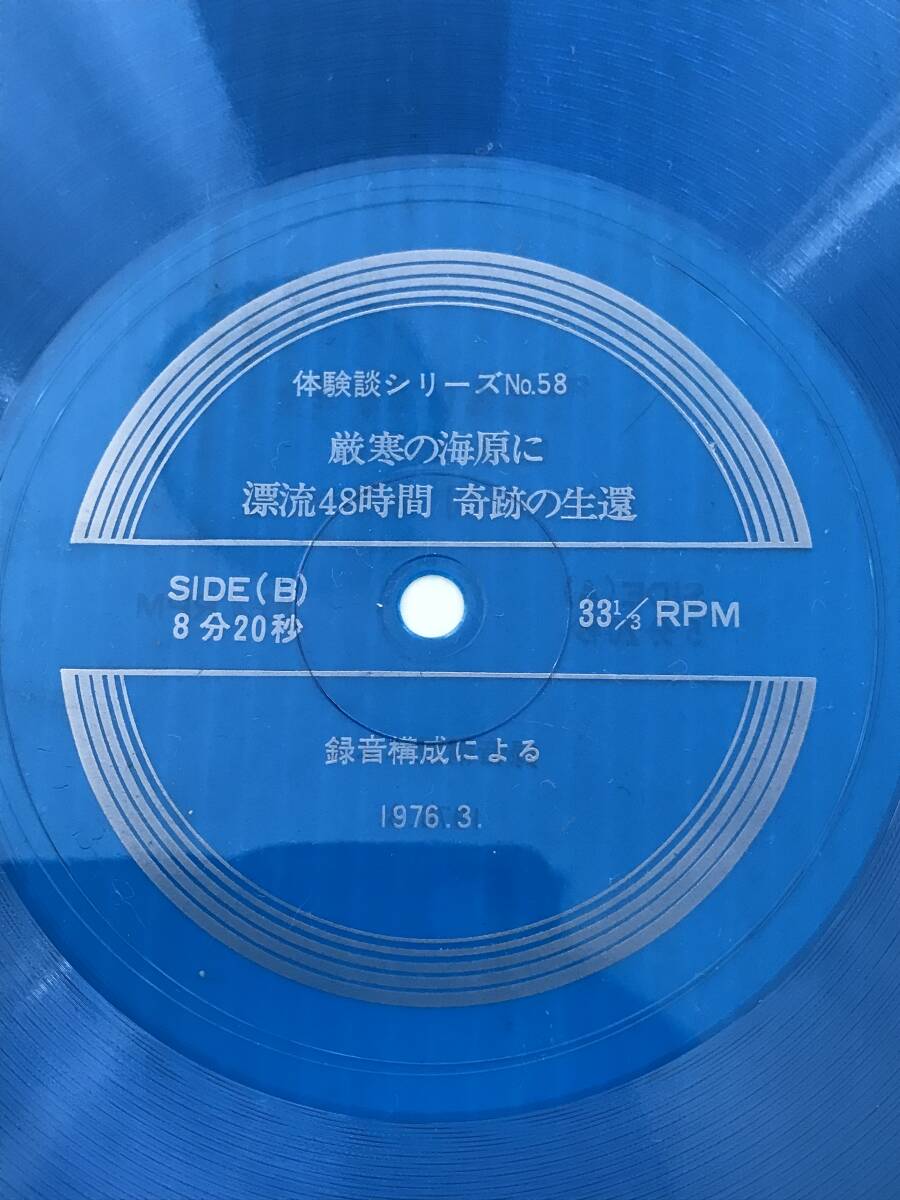 体験談シリーズNo.58
厳寒の海原に
漂流48時間 奇跡の生還
SIDE(B)
8分20秒
33 1/3 RPM
録音構成による
1976.3.